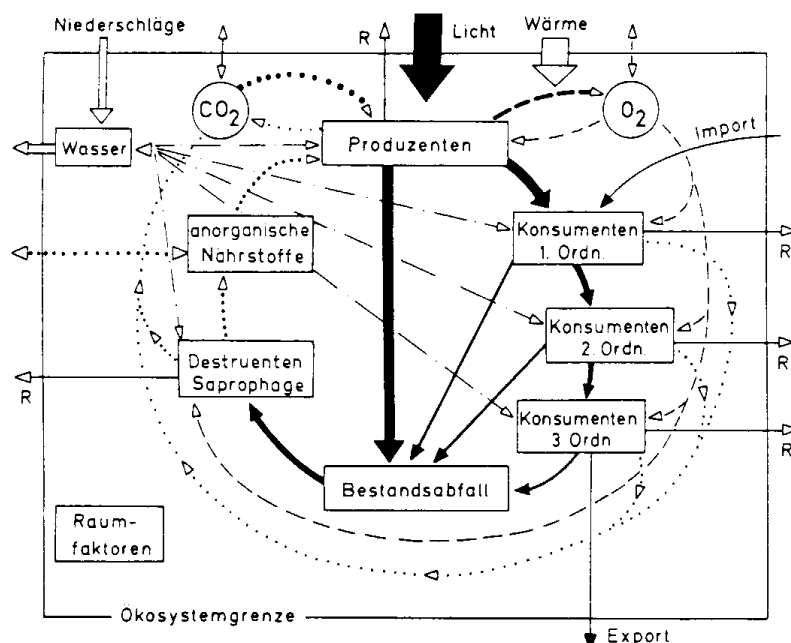 Niederschläge
R
Licht
Wärme
CO2
O2
Import
Wasser
Produzenten
anorganische
Nährstoffe
Konsumenten
1. Ordn.
R
Konsumenten
2. Ordn.
R
Destruenten
Saprophage
R
Konsumenten
3 Ordn.
R
Bestandsabfall
Raum-
faktoren
Ökosystemgrenze
Export